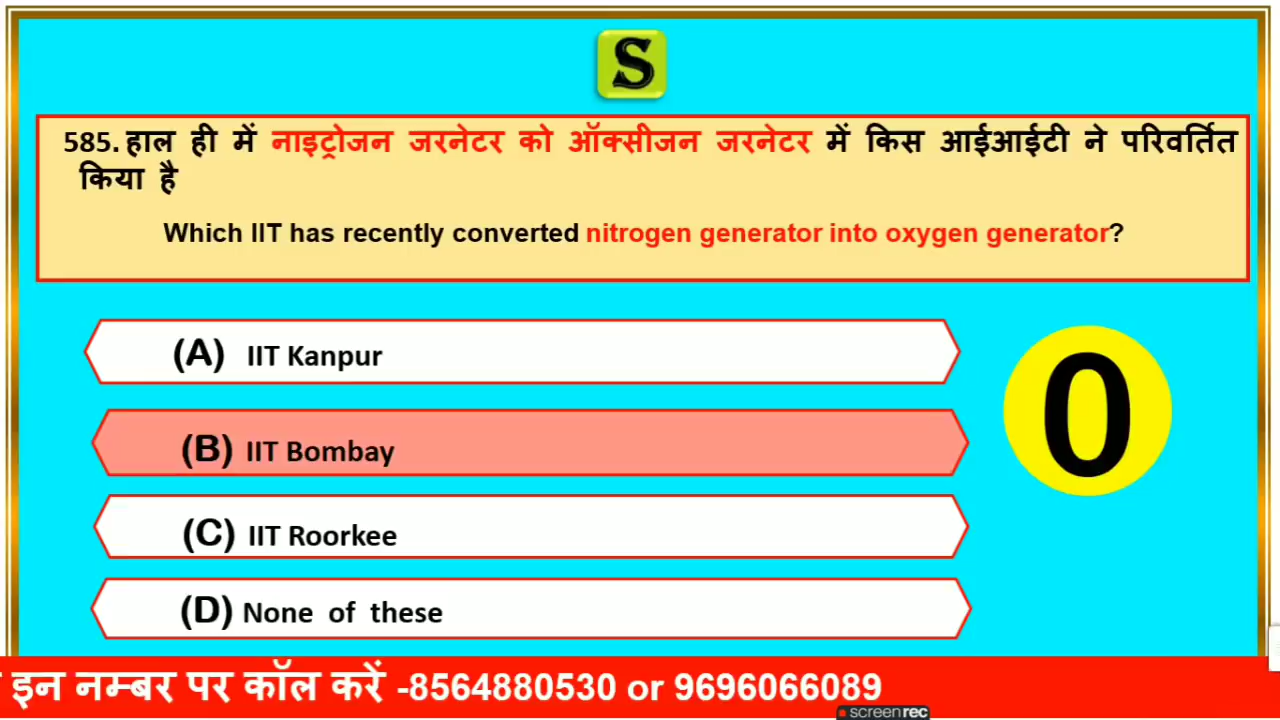 S
585. हाल ही में नाइट्रोजन जरनेटर को ऑक्सीजन जरनेटर में किस आईआईटी ने परिवर्तित
किया है
Which IIT has recently converted nitrogen generator into oxygen generator?
(A) IIT Kanpur
(B) IIT Bombay
0
(C) IIT Roorkee
(D) None of these
इन नम्बर पर कॉल करें -8564880530 or 9696066089
screenrec